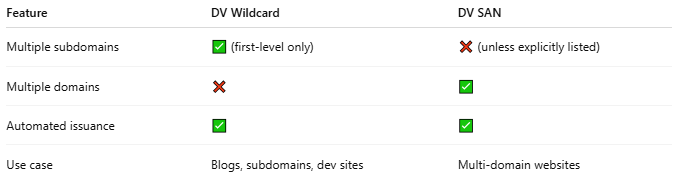 Feature DV Wildcard DV SAN
Multiple subdomains ✅ (first-level only) ❌ (unless explicitly listed)
Multiple domains ❌ ✅
Automated issuance ✅ ✅
Use case Blogs, subdomains, dev sites Multi-domain websites